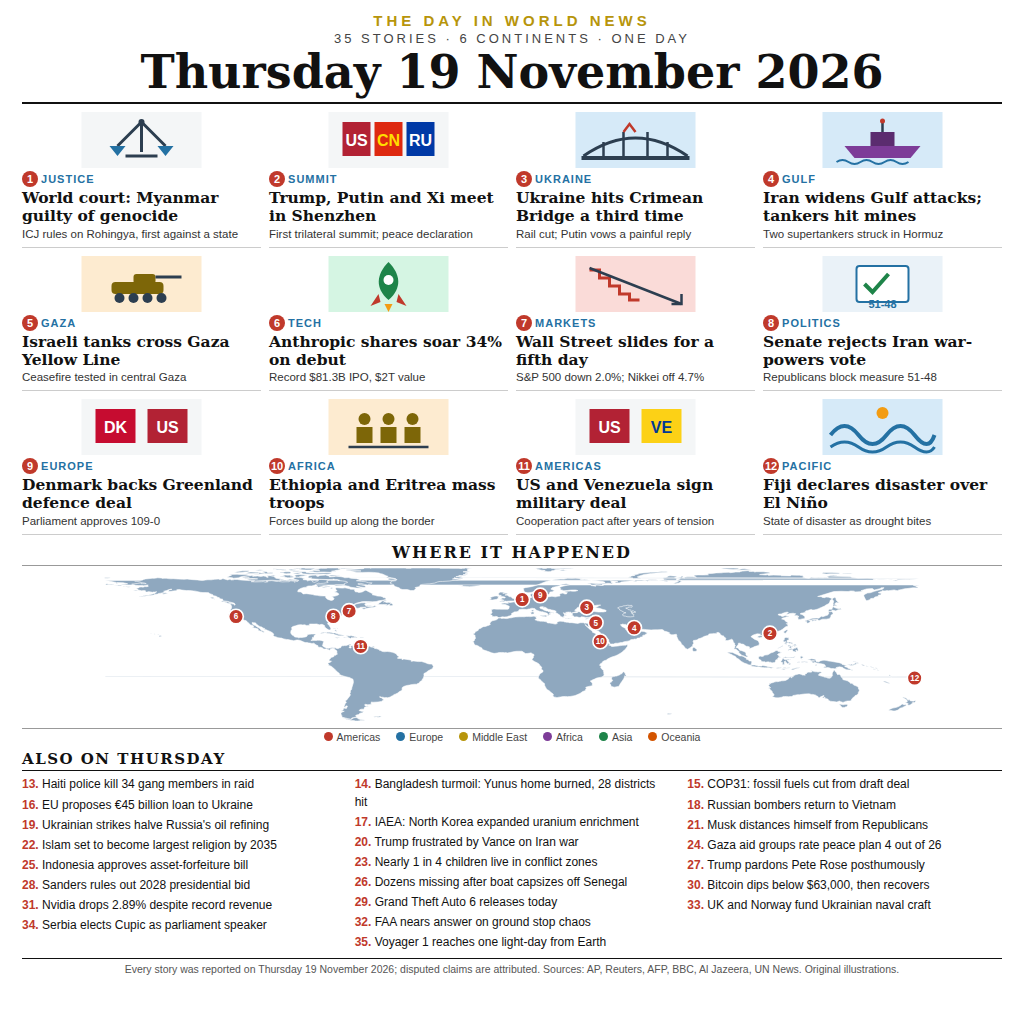 THE DAY IN WORLD NEWS
35 STORIES · 6 CONTINENTS · ONE DAY
Thursday 19 November 2026
US CN RU
1 JUSTICE
World court: Myanmar
guilty of genocide
ICJ rules on Rohingya, first against a state
2 SUMMIT
Trump, Putin and Xi meet
in Shenzhen
First trilateral summit; peace declaration
3 UKRAINE
Ukraine hits Crimean
Bridge a third time
Rail cut; Putin vows a painful reply
4 GULF
Iran widens Gulf attacks;
tankers hit mines
Two supertankers struck in Hormuz
51-48
5 GAZA
Israeli tanks cross Gaza
Yellow Line
Ceasefire tested in central Gaza
6 TECH
Anthropic shares soar 34%
on debut
Record $81.3B IPO, $2T value
7 MARKETS
Wall Street slides for a
fifth day
S&P 500 down 2.0%; Nikkei off 4.7%
8 POLITICS
Senate rejects Iran war-
powers vote
Republicans block measure 51-48
DK US
US VE
9 EUROPE
Denmark backs Greenland
defence deal
Parliament approves 109-0
10 AFRICA
Ethiopia and Eritrea mass
troops
Forces build up along the border
11 AMERICAS
US and Venezuela sign
military deal
Cooperation pact after years of tension
12 PACIFIC
Fiji declares disaster over
El Niño
State of disaster as drought bites
WHERE IT HAPPENED
1
9
3
7
6
8
5
4
2
10
11
12
Americas Europe Middle East Africa Asia Oceania
ALSO ON THURSDAY
13. Haiti police kill 34 gang members in raid
14. Bangladesh turmoil: Yunus home burned, 28 districts
hit
15. COP31: fossil fuels cut from draft deal
16. EU proposes €45 billion loan to Ukraine
17. IAEA: North Korea expanded uranium enrichment
18. Russian bombers return to Vietnam
19. Ukrainian strikes halve Russia's oil refining
20. Trump frustrated by Vance on Iran war
21. Musk distances himself from Republicans
22. Islam set to become largest religion by 2035
23. Nearly 1 in 4 children live in conflict zones
24. Gaza aid groups rate peace plan 4 out of 26
25. Indonesia approves asset-forfeiture bill
26. Dozens missing after boat capsizes off Senegal
27. Trump pardons Pete Rose posthumously
28. Sanders rules out 2028 presidential bid
29. Grand Theft Auto 6 releases today
30. Bitcoin dips below $63,000, then recovers
31. Nvidia drops 2.89% despite record revenue
32. FAA nears answer on ground stop chaos
33. UK and Norway fund Ukrainian naval craft
34. Serbia elects Cupic as parliament speaker
35. Voyager 1 reaches one light-day from Earth
Every story was reported on Thursday 19 November 2026; disputed claims are attributed. Sources: AP, Reuters, AFP, BBC, Al Jazeera, UN News. Original illustrations.